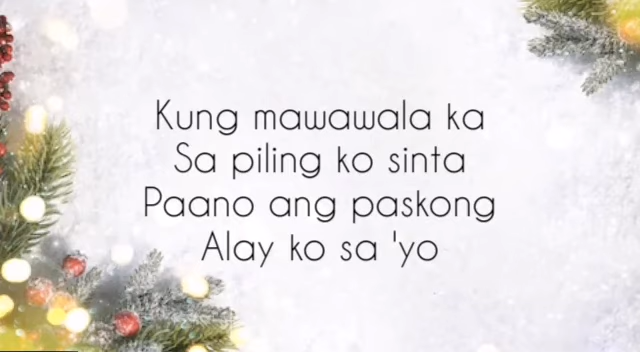 Kung mawawala ka
Sa piling ko sinta
Paano ang paskong
Alay ko sa 'yo